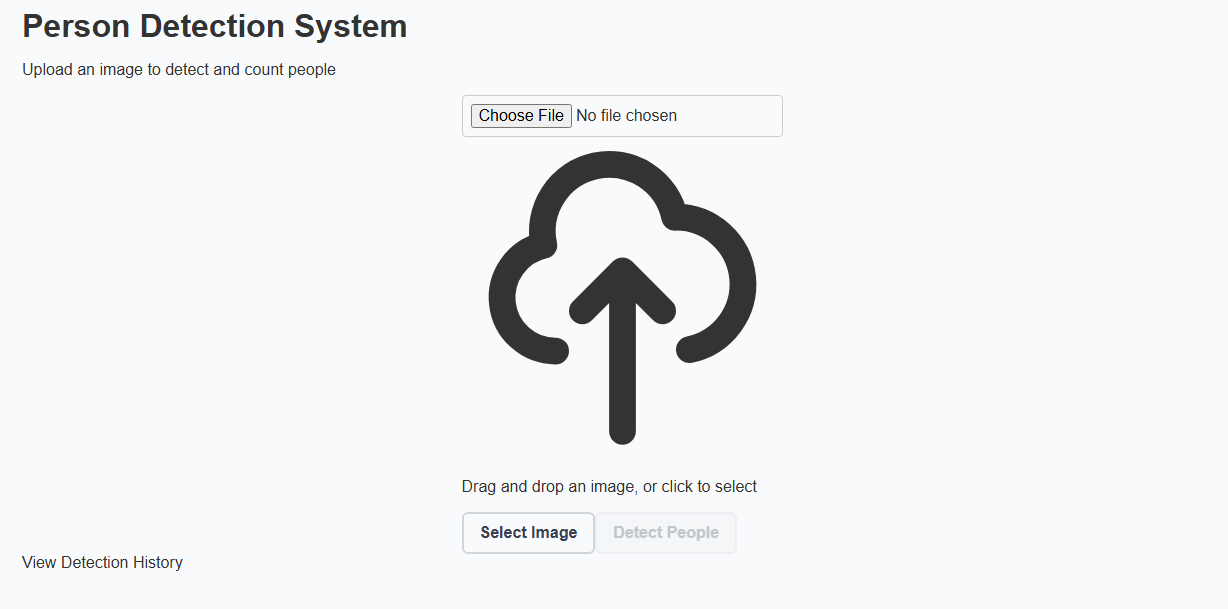 Person Detection System
Upload an image to detect and count people
Choose File No file chosen
Drag and drop an image, or click to select
Select Image Detect People
View Detection History